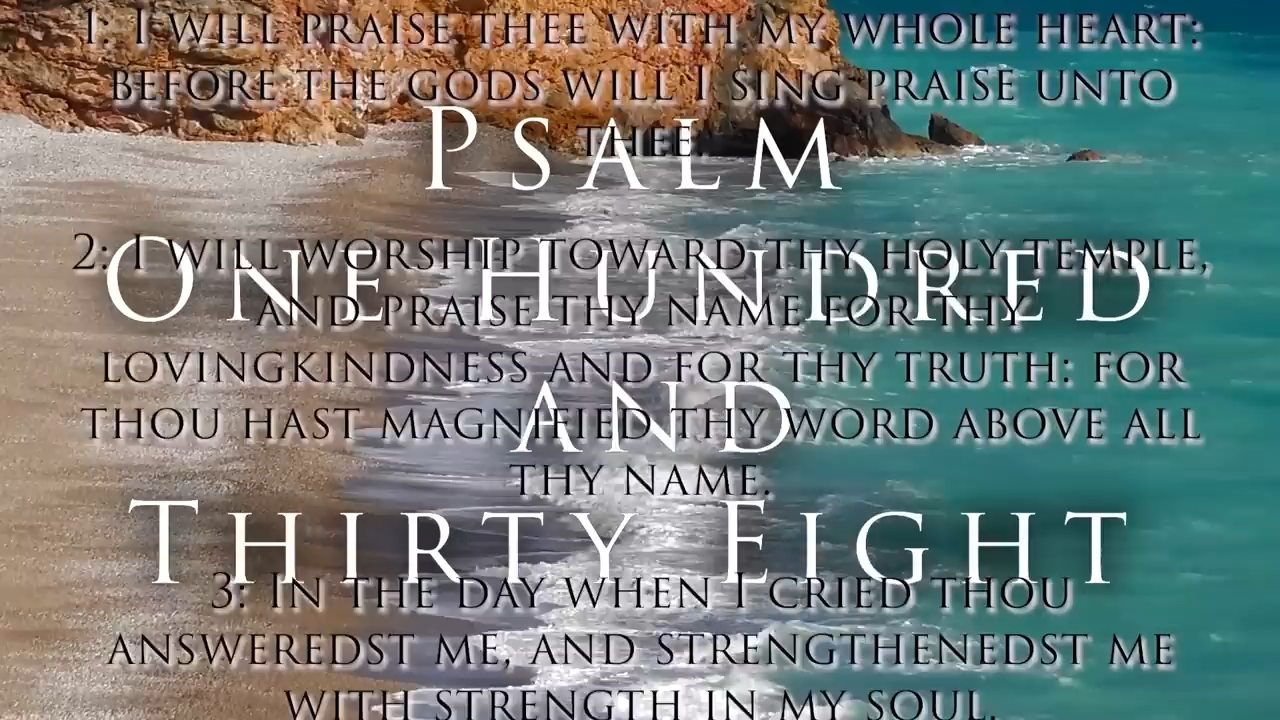 1: I WILL PRAISE THEE WITH MY WHOLE HEART:
BEFORE THE GODS WILL I SING PRAISE UNTO
THEE.
PSALM
2: I WILL WORSHIP TOWARD THY HOLY TEMPLE,
ONE HUNDRED
AND PRAISE THY NAME FOR THY
LOVINGKINDNESS AND FOR THY TRUTH: FOR
AND
THOU HAST MAGNIFIED THY WORD ABOVE ALL
THY NAME.
THIRTY EIGHT
3: IN THE DAY WHEN I CRIED THOU
ANSWEREDST ME, AND STRENGTHENEDST ME
WITH STRENGTH IN MY SOUL.